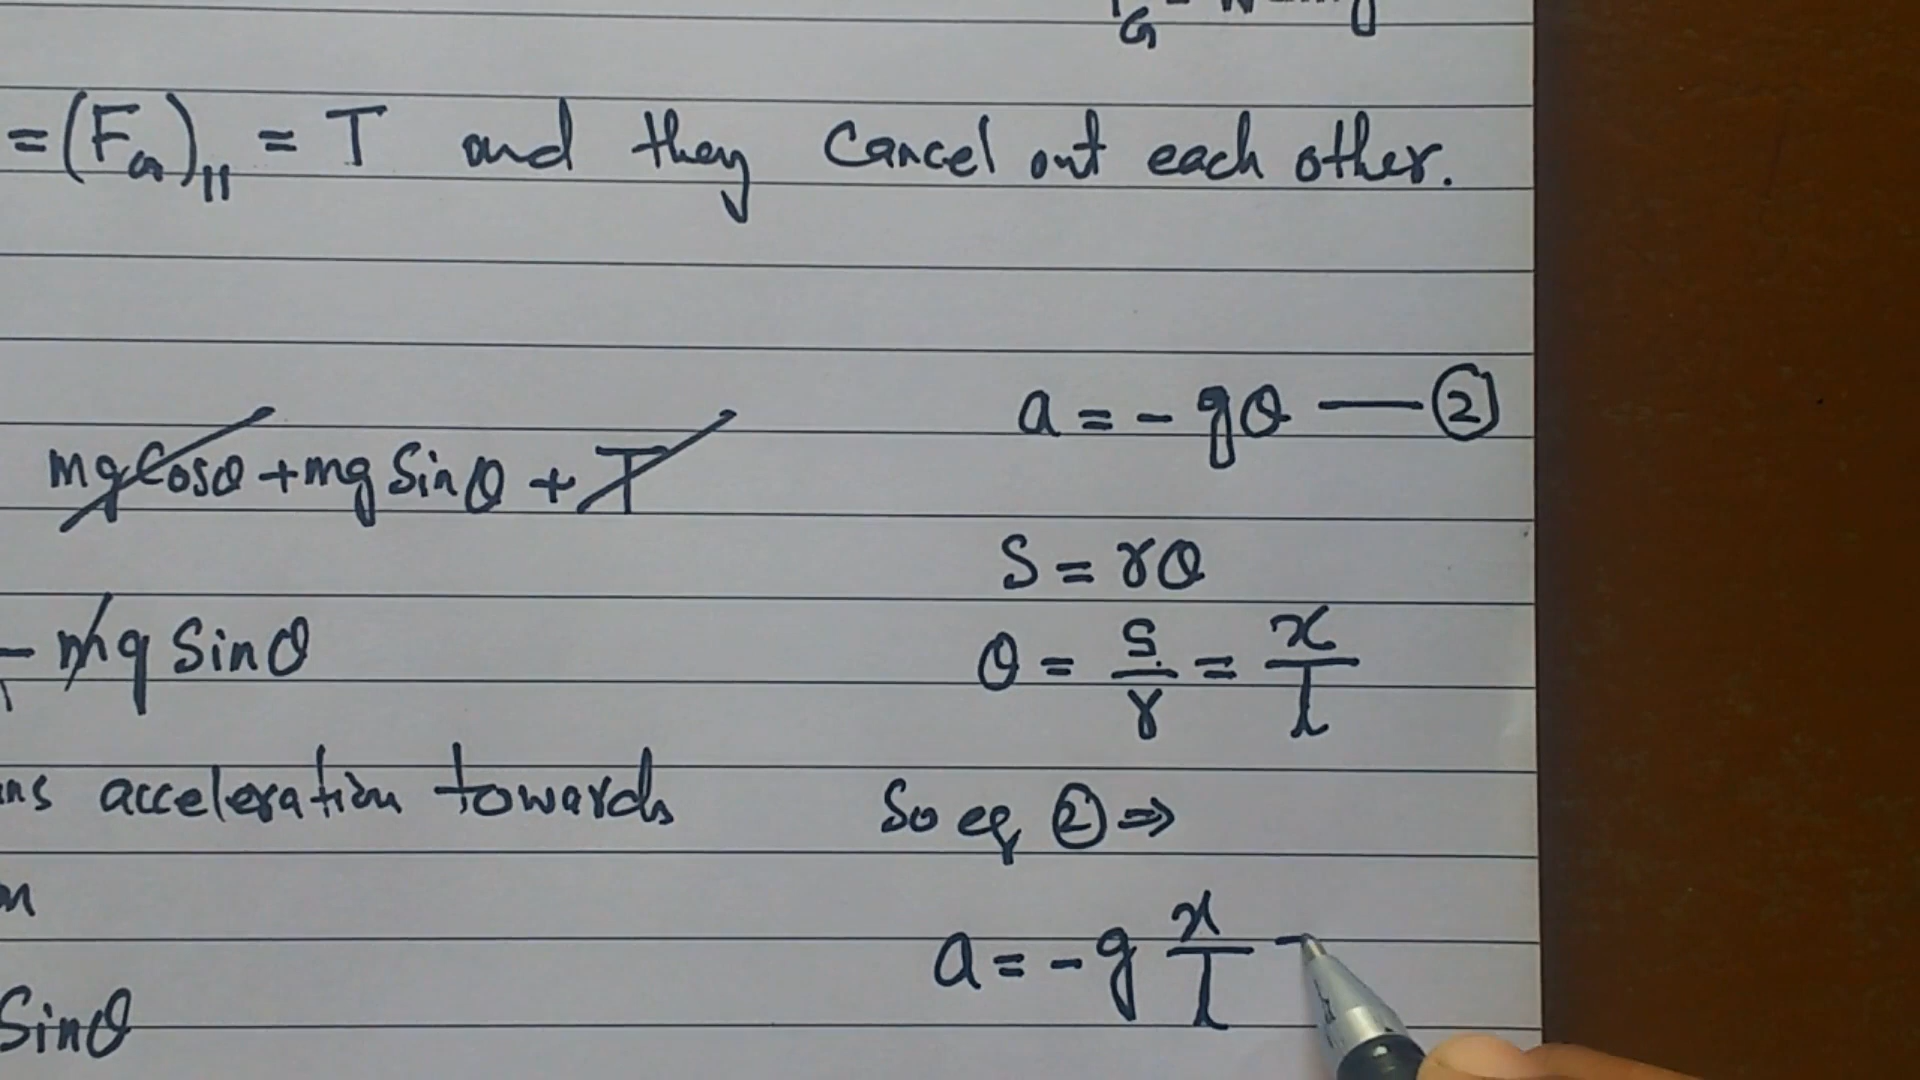 = (F_G)_|| = T and they cancel out each other.
mg Cosθ + mg Sinθ + T
- mg Sinθ
acceleration towards
Sinθ
a = - gθ — ②
S = rθ
θ = S/r = x/l
So eq ② ⇒
a = - g x/l -